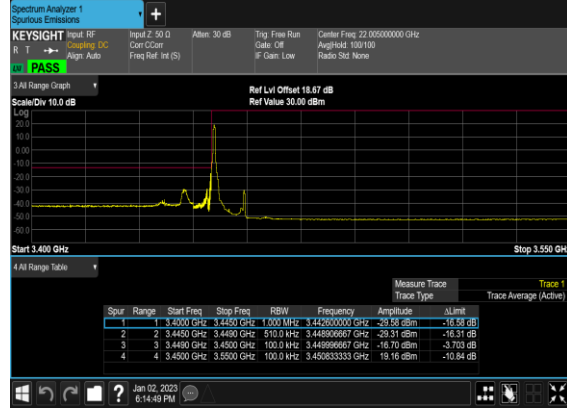 Spectrum Analyzer 1
Spurious Emissions
+
KEYSIGHT Input: RF Input Z: 50 Ω Atten: 30 dB Trig: Free Run Center Freq: 22.005000000 GHz
R T Coupling: DC Corr CCorr Gate: Off Avg|Hold: 100/100
Align: Auto Freq Ref: Int (S) IF Gain: Low Radio Std: None
PASS
3 All Range Graph
Ref Lvl Offset 18.67 dB
Scale/Div 10.0 dB Ref Value 30.00 dBm
Log
20.0
10.0
0.00
-10.0
-20.0
-30.0
-40.0
-50.0
-60.0
Start 3.400 GHz Stop 3.550 GH
4 All Range Table
Measure Trace Trace 1
Trace Type Trace Average (Active)
Spur Range Start Freq Stop Freq RBW Frequency Amplitude ΔLimit
1 1 3.4000 GHz 3.4450 GHz 1.000 MHz 3.442600000 GHz -29.58 dBm -16.58 dB
2 2 3.4450 GHz 3.4490 GHz 510.0 kHz 3.448906667 GHz -29.31 dBm -16.31 dB
3 3 3.4490 GHz 3.4500 GHz 100.0 kHz 3.449996667 GHz -16.70 dBm -3.703 dB
4 4 3.4500 GHz 3.5500 GHz 100.0 kHz 3.450833333 GHz 19.16 dBm -10.84 dB
? Jan 02, 2023
6:14:49 PM